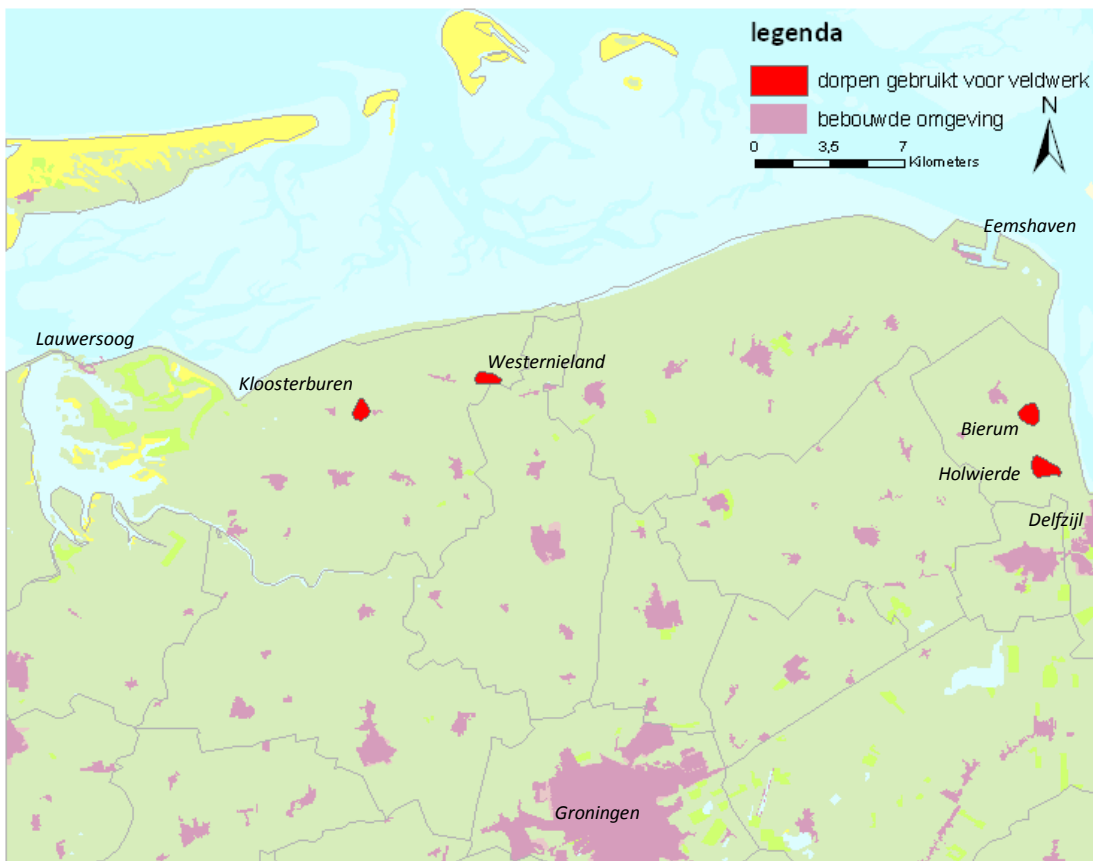 legenda
dorpen gebruikt voor veldwerk
bebouwde omgeving
N
0 3,5 7
Kilometers
Eemshaven
Lauwersoog
Westernieland
Kloosterburen
Bierum
Holwierde
Delfzijl
Groningen